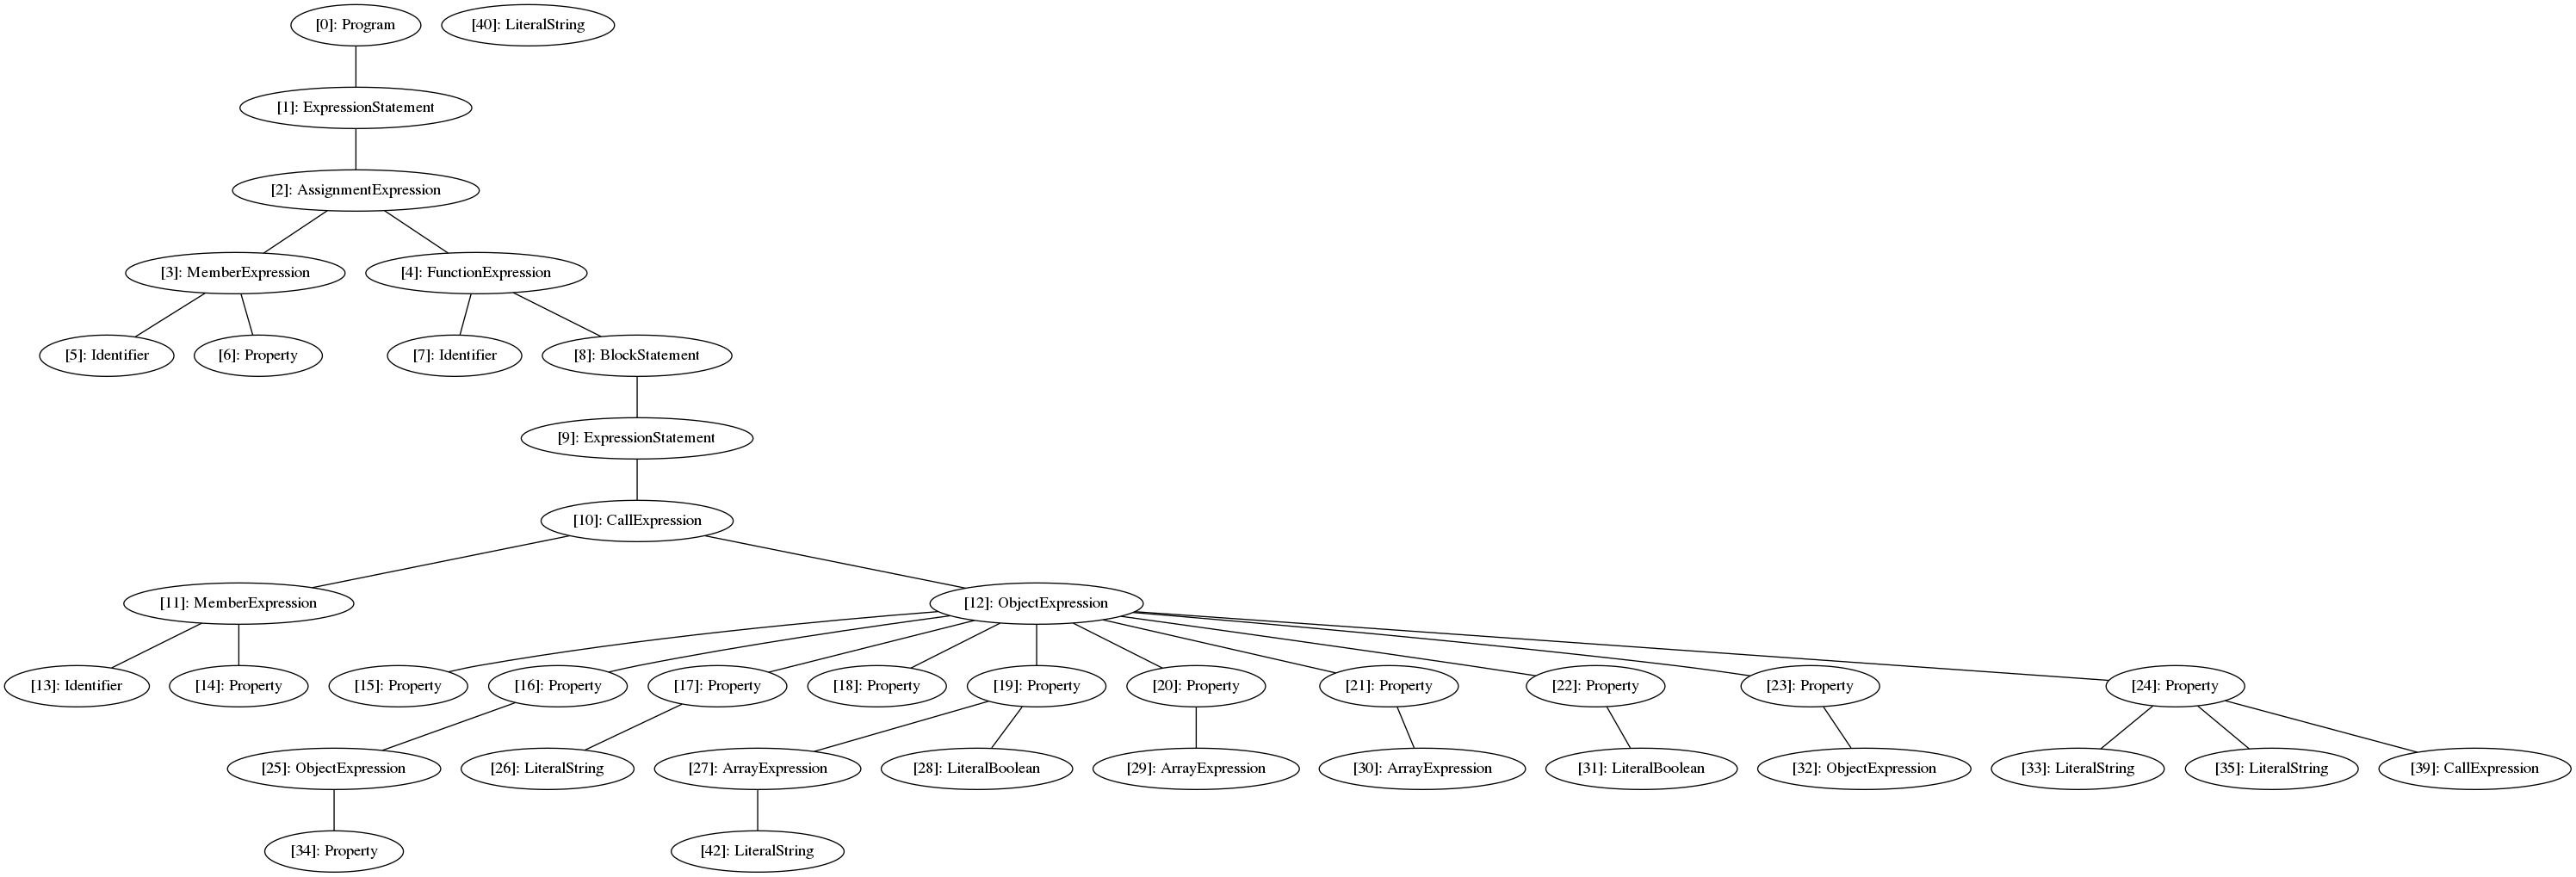 [0]: Program
[40]: LiteralString
[1]: ExpressionStatement
[2]: AssignmentExpression
[3]: MemberExpression
[4]: FunctionExpression
[5]: Identifier
[6]: Property
[7]: Identifier
[8]: BlockStatement
[9]: ExpressionStatement
[10]: CallExpression
[11]: MemberExpression
[12]: ObjectExpression
[13]: Identifier
[14]: Property
[15]: Property
[16]: Property
[17]: Property
[18]: Property
[19]: Property
[20]: Property
[21]: Property
[22]: Property
[23]: Property
[24]: Property
[25]: ObjectExpression
[26]: LiteralString
[27]: ArrayExpression
[28]: LiteralBoolean
[29]: ArrayExpression
[30]: ArrayExpression
[31]: LiteralBoolean
[32]: ObjectExpression
[33]: LiteralString
[35]: LiteralString
[39]: CallExpression
[34]: Property
[42]: LiteralString